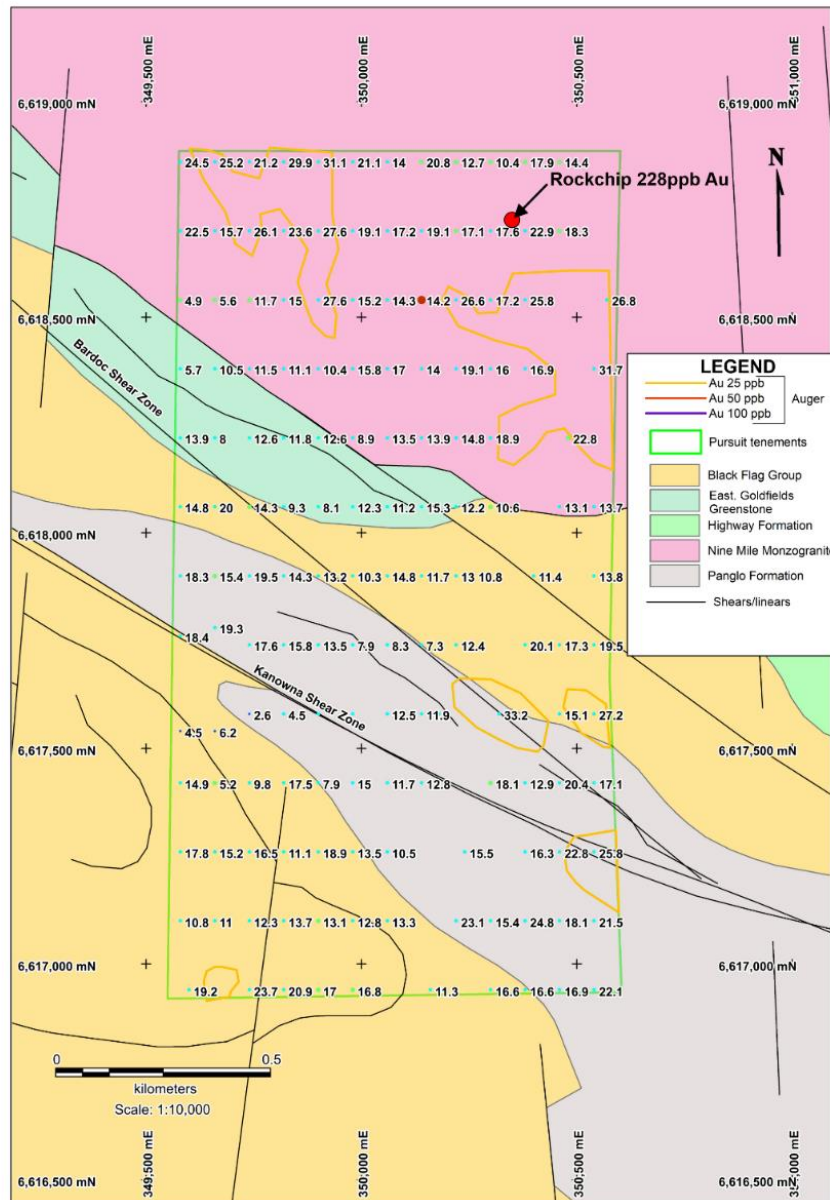 349,500 mE
350,000 mE
350,500 mE
351,000 mE
6,619,000 mN
6,619,000 mN
N
24.5 25.2 21.2 29.9 31.1 21.1 14 20.8 12.7 10.4 17.9 14.4
Rockchip 228ppb Au
22.5 15.7 26.1 23.6 27.6 19.1 17.2 19.1 17.1 17.6 22.9 18.3
4.9 5.6 11.7 15 27.6 15.2 14.3 14.2 26.6 17.2 25.8 26.8
6,618,500 mN
Bardoc Shear Zone
5.7 10.5 11.5 11.1 10.4 15.8 17 14 19.1 16 16.9 31.7
13.9 8 12.6 11.8 12.6 8.9 13.5 13.9 14.8 18.9 22.8
14.8 20 14.3 9.3 8.1 12.3 11.2 15.3 12.2 10.6 13.1 13.7
6,618,000 mN
18.3 15.4 19.5 14.3 13.2 10.3 14.8 11.7 13 10.8 11.4 13.8
18.4 19.3
17.6 15.8 13.5 7.9 8.3 7.3 12.4 20.1 17.3 19.5
Kanowna Shear Zone
2.6 4.5 12.5 11.9 33.2 15.1 27.2
4.5 6.2
6,617,500 mN
6,617,500 mN
14.9 5.2 9.8 17.5 7.9 15 11.7 12.8 18.1 12.9 20.4 17.1
17.8 15.2 16.5 11.1 18.9 13.5 10.5 15.5 16.3 22.8 25.8
10.8 11 12.3 13.7 13.1 12.8 13.3 23.1 15.4 24.8 18.1 21.5
6,617,000 mN
6,617,000 mN
19.2 23.7 20.9 17 16.8 11.3 16.6 16.6 16.9 22.1
LEGEND
Au 25 ppb
Au 50 ppb
Au 100 ppb
Auger
Pursuit tenements
Black Flag Group
East. Goldfields
Greenstone
Highway Formation
Nine Mile Monzogranite
Panglo Formation
Shears/linears
0 0.5
kilometers
Scale: 1:10,000
6,616,500 mN
6,616,500 mN
349,500 mE
350,000 mE
350,500 mE